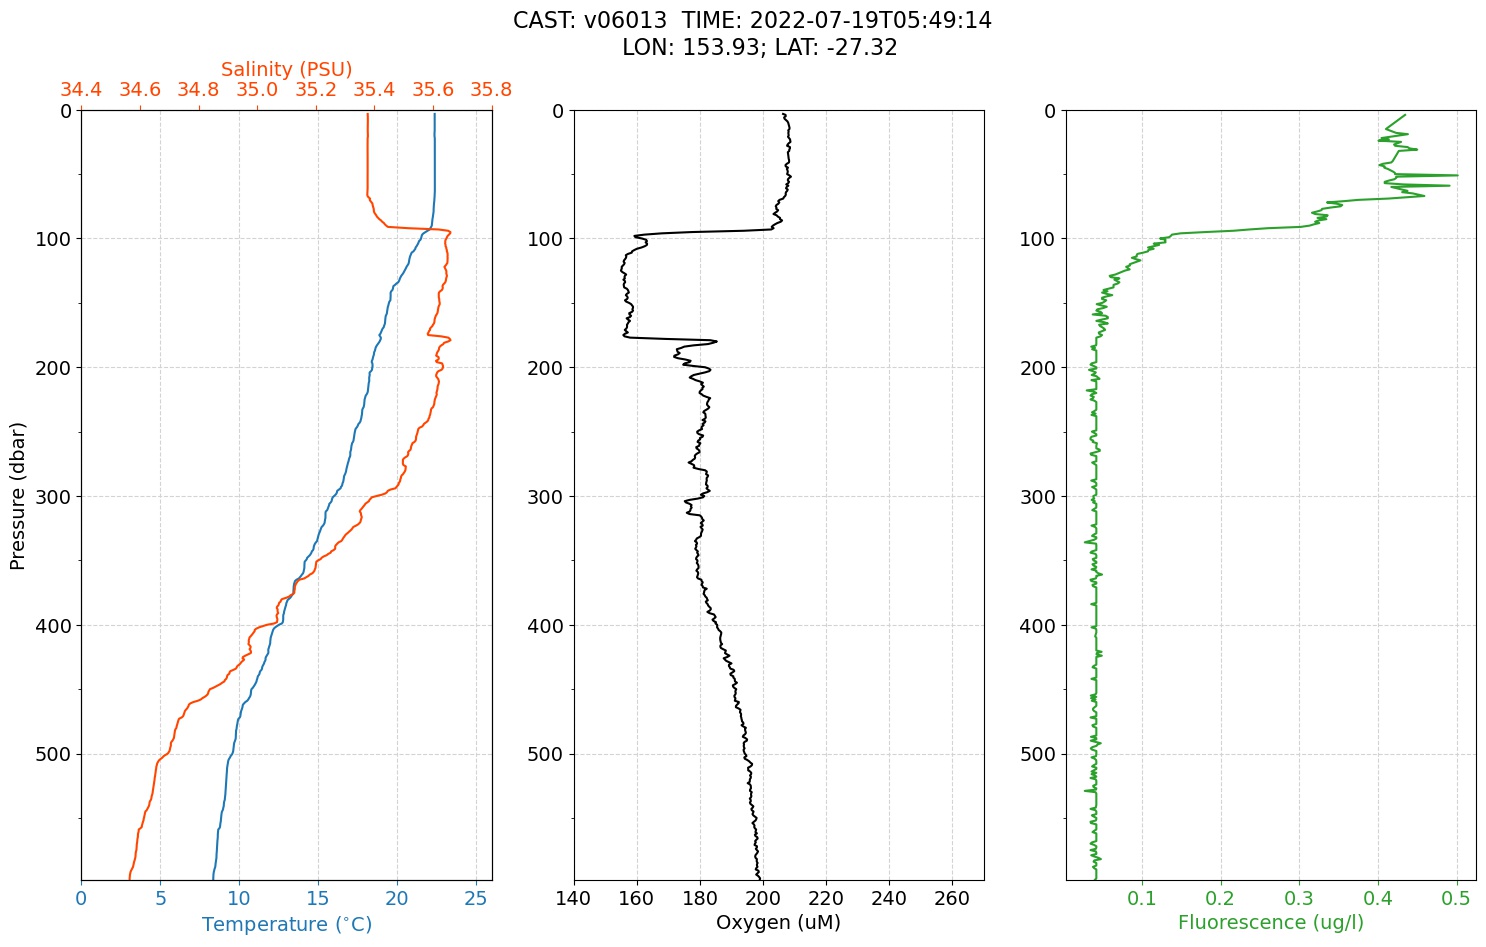 CAST: v06013  TIME: 2022-07-19T05:49:14
LON: 153.93; LAT: -27.32
Salinity (PSU)
34.4 34.6 34.8 35.0 35.2 35.4 35.6 35.8
Pressure (dbar)
0
100
200
300
400
500
0 5 10 15 20 25
Temperature (°C)
0
100
200
300
400
500
140 160 180 200 220 240 260
Oxygen (uM)
0
100
200
300
400
500
0.1 0.2 0.3 0.4 0.5
Fluorescence (ug/l)